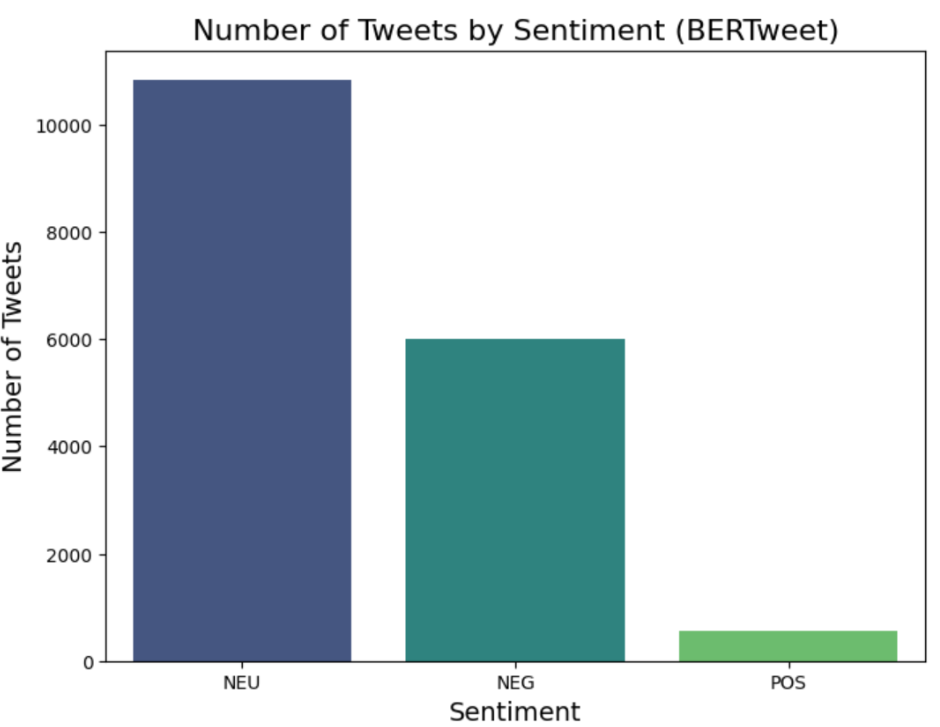 Number of Tweets by Sentiment (BERTweet)
Number of Tweets
10000
8000
6000
4000
2000
0
NEU NEG POS
Sentiment